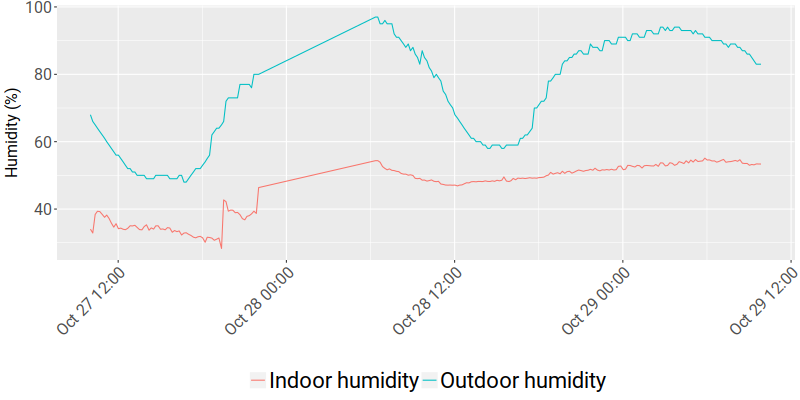 Humidity (%)
100
80
60
40
Oct 27 12:00
Oct 28 00:00
Oct 28 12:00
Oct 29 00:00
Oct 29 12:00
Indoor humidity Outdoor humidity